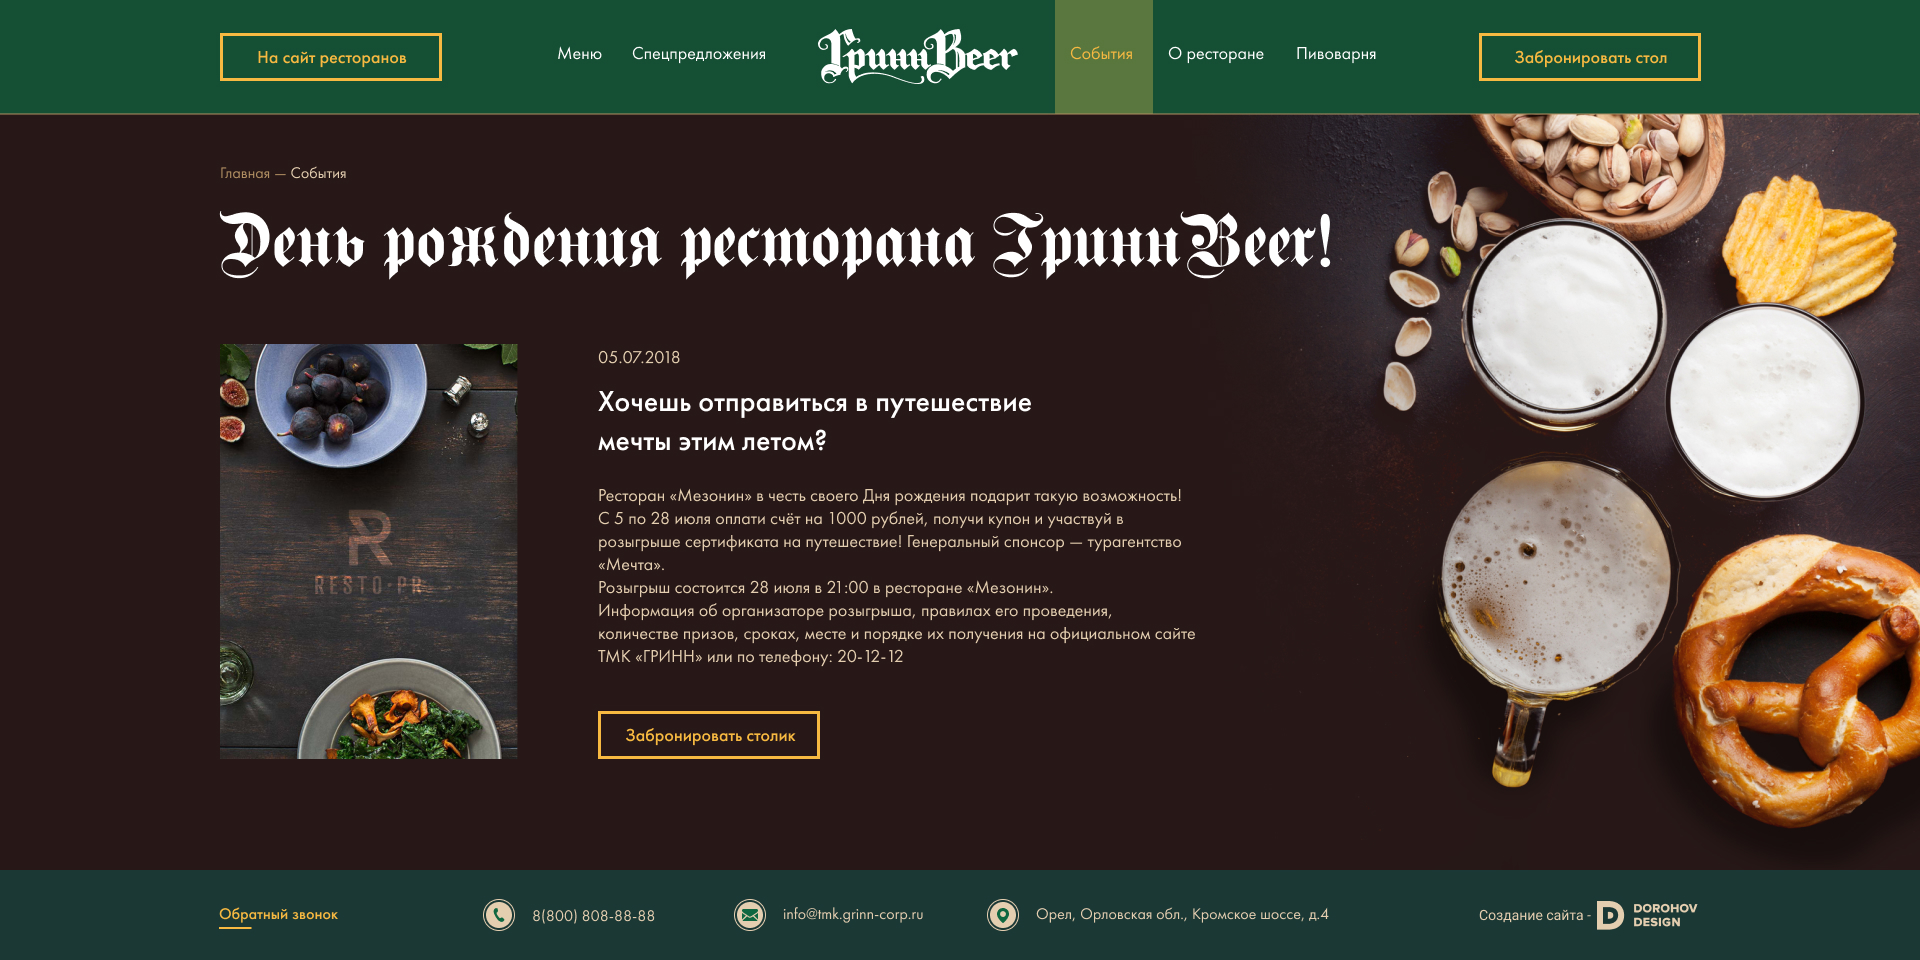 На сайт ресторанов
Меню
Спецпредложения
ГриннBeer
События
О ресторане
Пивоварня
Забронировать стол
Главная — События
День рождения ресторана ГриннBeer!
RESTO·PR
05.07.2018
Хочешь отправиться в путешествие
мечты этим летом?
Ресторан «Мезонин» в честь своего Дня рождения подарит такую возможность!
С 5 по 28 июля оплати счёт на 1000 рублей, получи купон и участвуй в
розыгрыше сертификата на путешествие! Генеральный спонсор — турагентство
«Мечта».
Розыгрыш состоится 28 июля в 21:00 в ресторане «Мезонин».
Информация об организаторе розыгрыша, правилах его проведения,
количестве призов, сроках, месте и порядке их получения на официальном сайте
ТМК «ГРИНН» или по телефону: 20-12-12
Забронировать столик
Обратный звонок
8(800) 808-88-88
info@tmk.grinn-corp.ru
Орел, Орловская обл., Кромское шоссе, д.4
Создание сайта -
DOROHOV
DESIGN